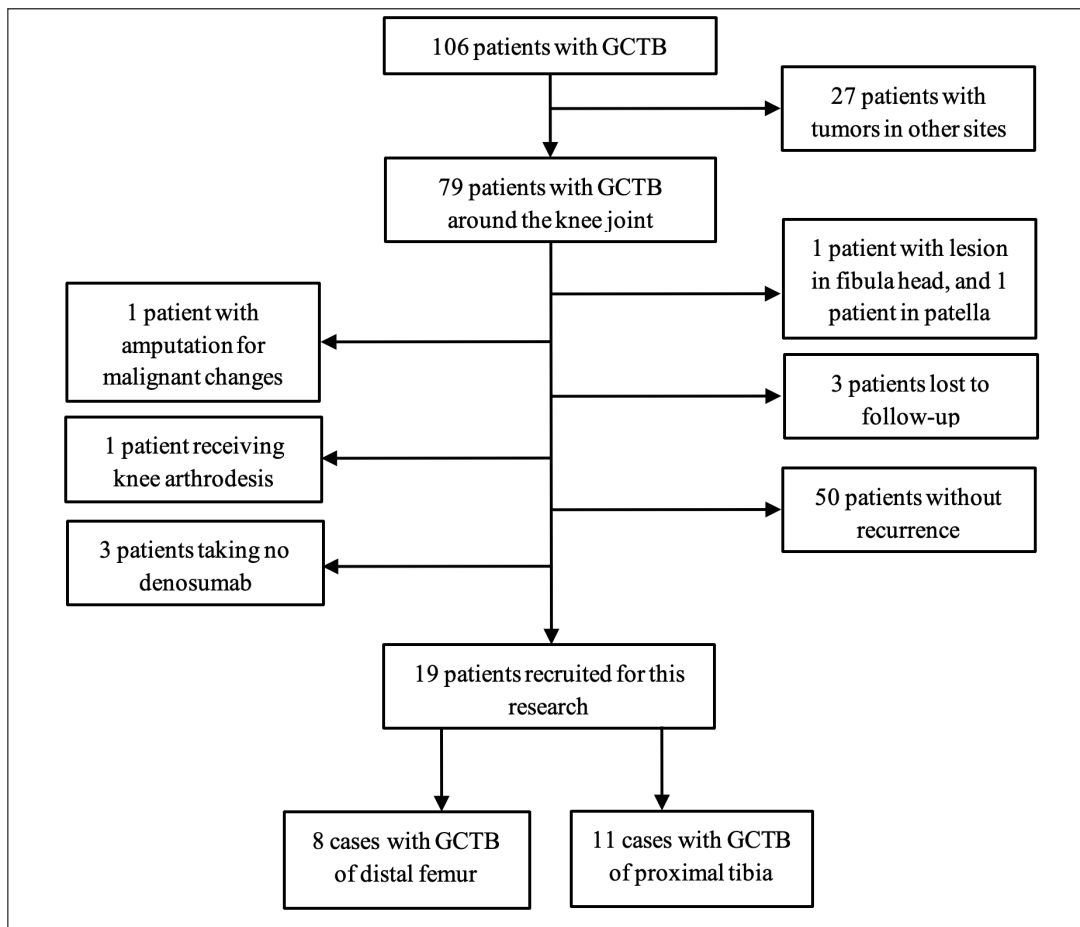 106 patients with GCTB
27 patients with
tumors in other sites
79 patients with GCTB
around the knee joint
1 patient with lesion
in fibula head, and 1
patient in patella
1 patient with
amputation for
malignant changes
3 patients lost to
follow-up
1 patient receiving
knee arthrodesis
50 patients without
recurrence
3 patients taking no
denosumab
19 patients recruited for this
research
8 cases with GCTB
of distal femur
11 cases with GCTB
of proximal tibia